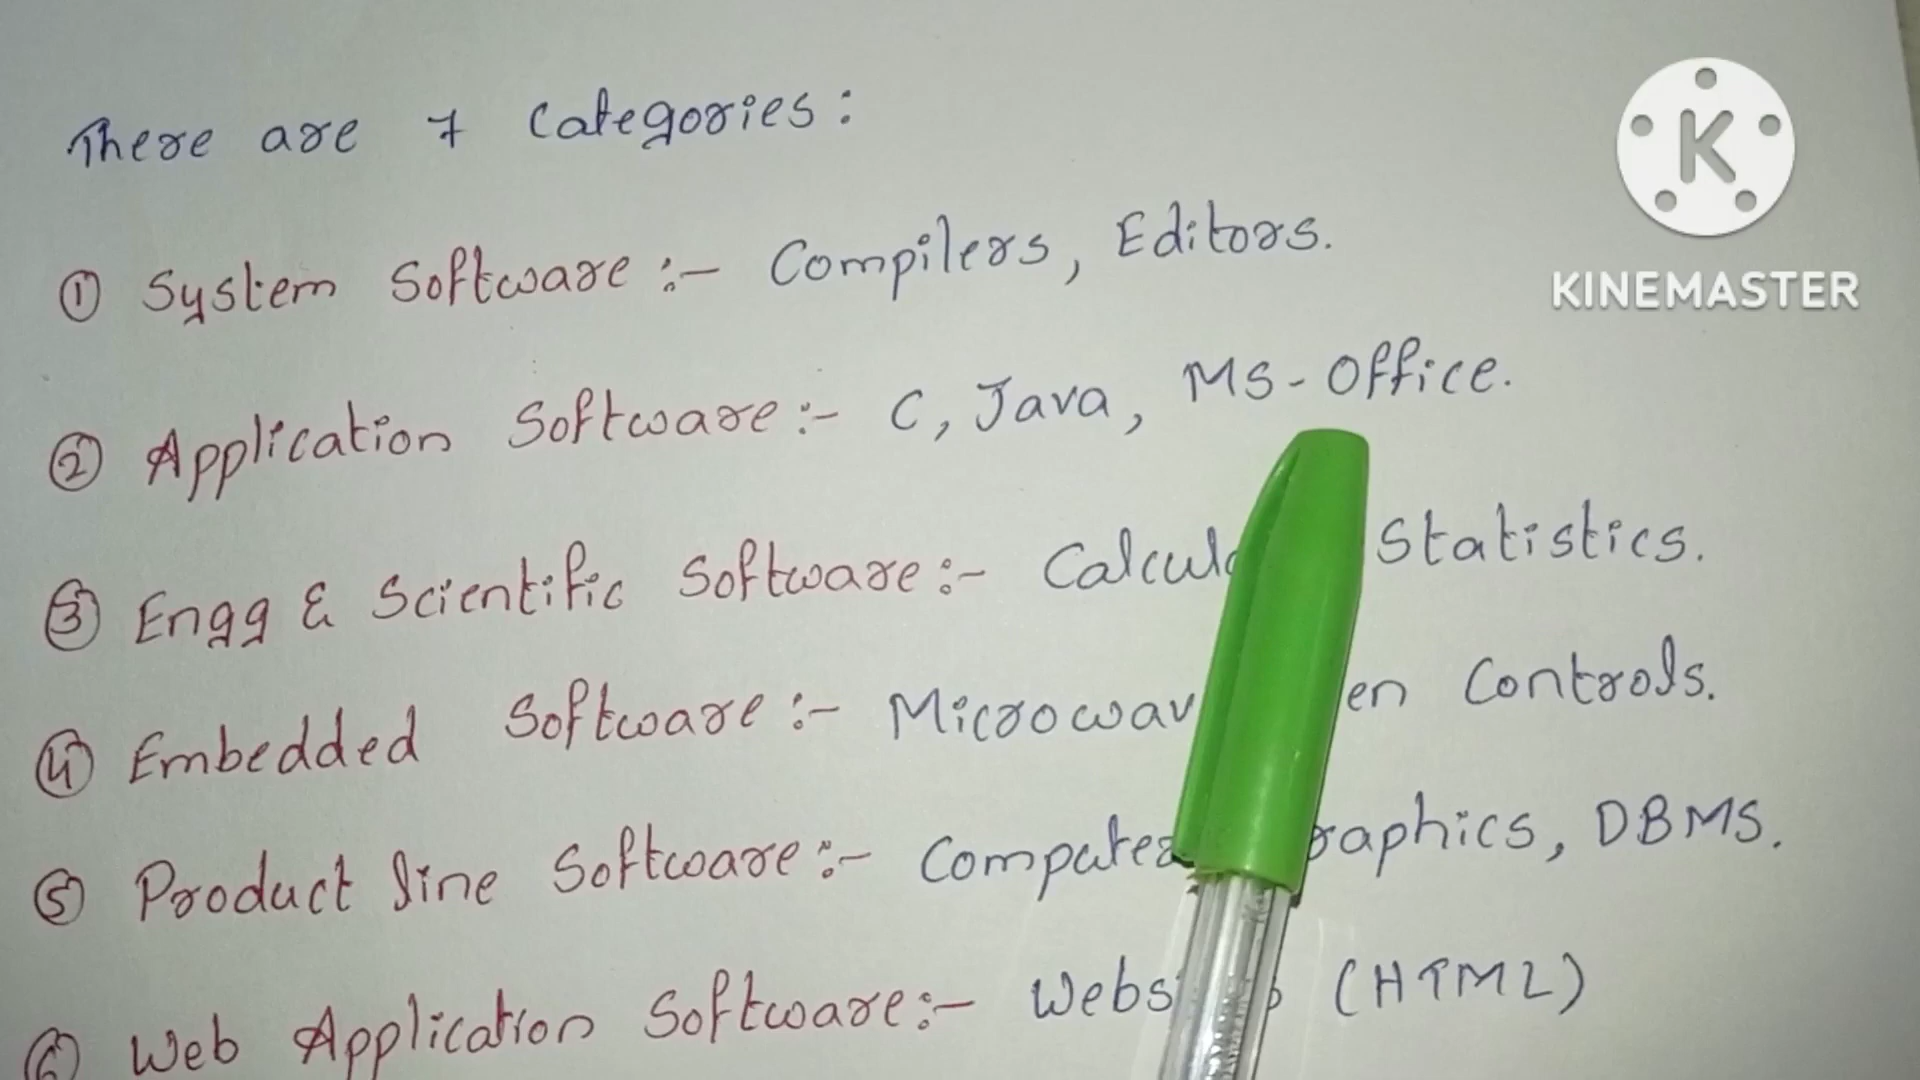 There are 7 Categories:
① System Software :- Compilers, Editors.
② Application Software :- C, Java, MS-Office.
③ Engg & Scientific Software :- Statistics.
④ Embedded Software :- Controls.
⑤ Product line Software :- DBMS.
⑥ Web Application Software :- (HTML)
K
KINEMASTER